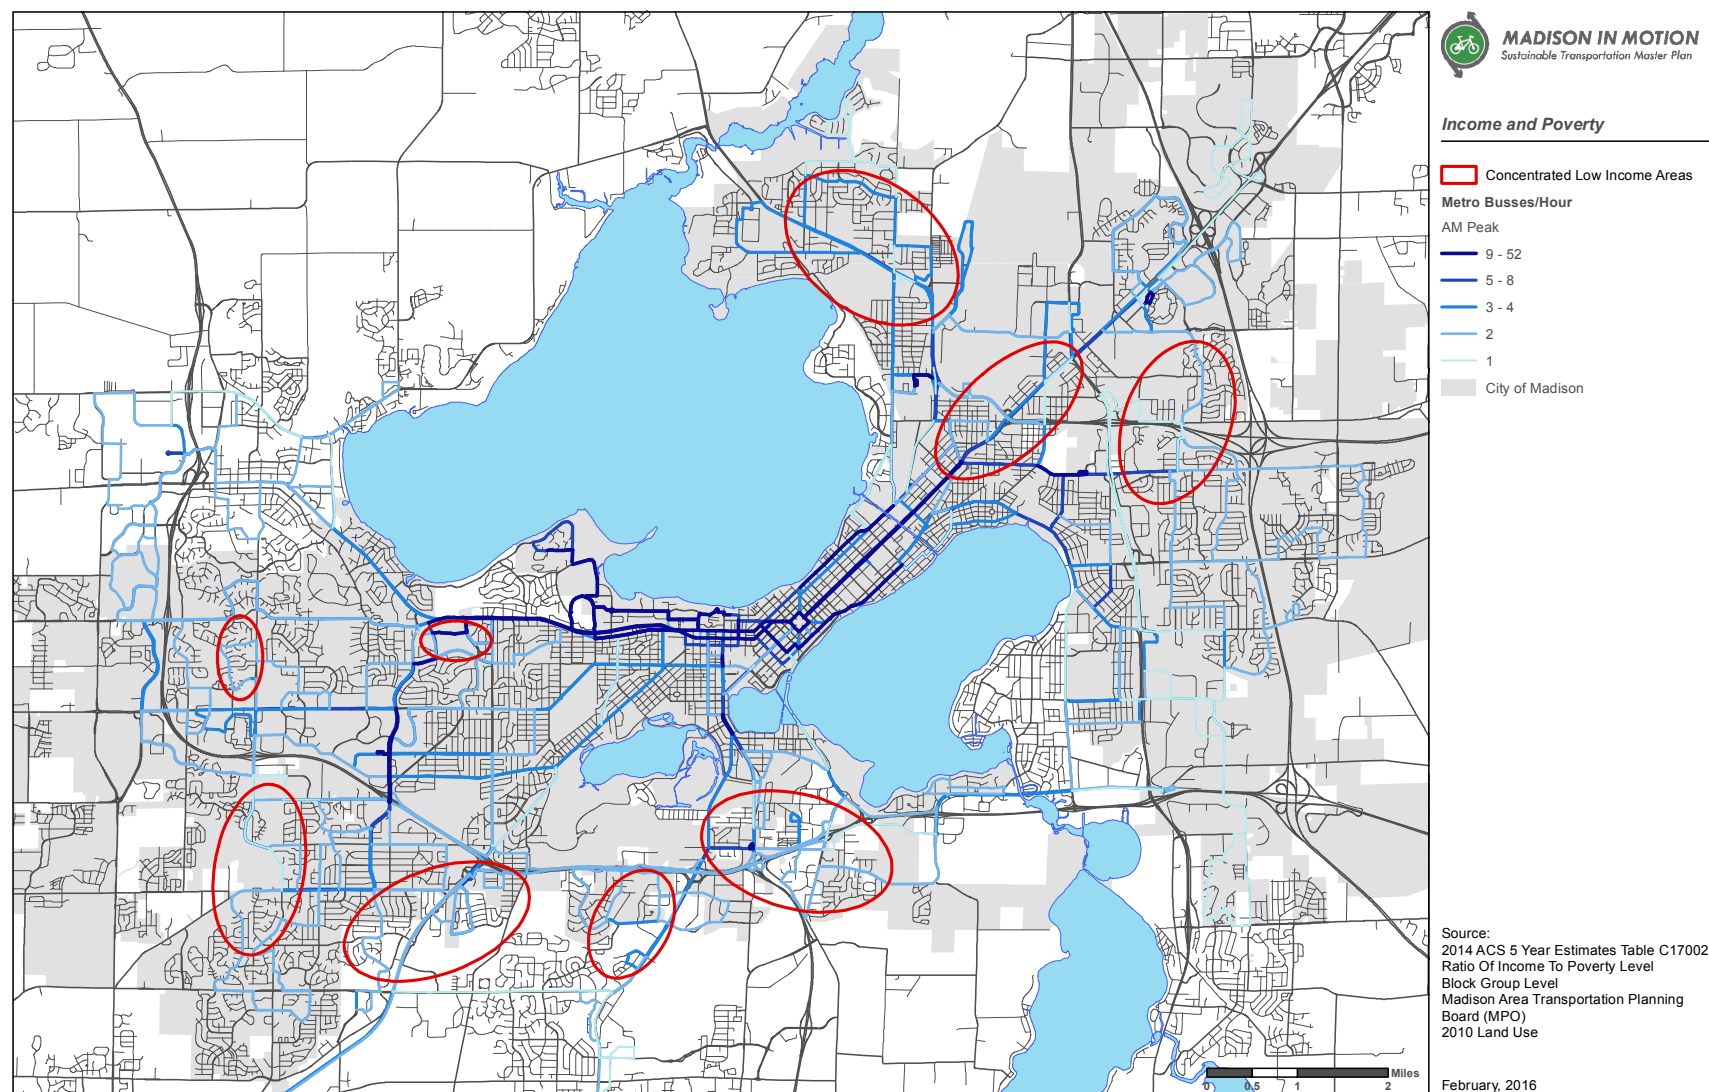 MADISON IN MOTION
Sustainable Transportation Master Plan
Income and Poverty
Concentrated Low Income Areas
Metro Busses/Hour
AM Peak
9 - 52
5 - 8
3 - 4
2
1
City of Madison
Source:
2014 ACS 5 Year Estimates Table C17002
Ratio Of Income To Poverty Level
Block Group Level
Madison Area Transportation Planning
Board (MPO)
2010 Land Use
Miles
0 0.5 1 2
February, 2016